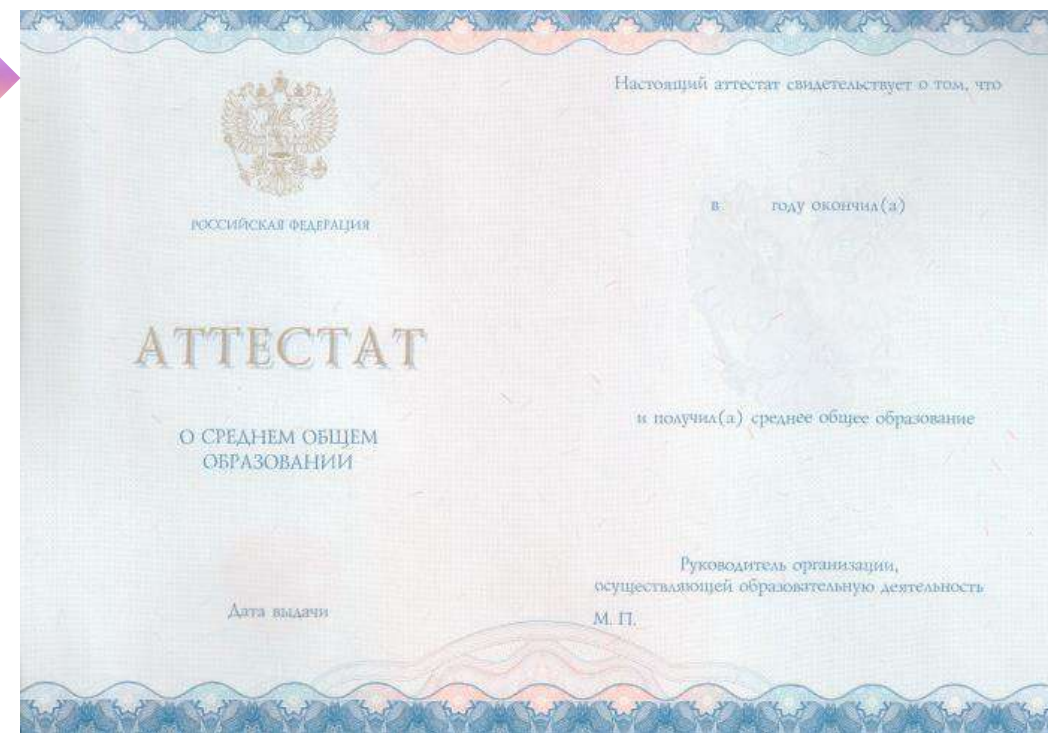 РОССИЙСКАЯ ФЕДЕРАЦИЯ
АТТЕСТАТ
О СРЕДНЕМ ОБЩЕМ
ОБРАЗОВАНИИ
Дата выдачи
Настоящий аттестат свидетельствует о том, что
в году окончил(а)
и получил(а) среднее общее образование
Руководитель организации,
осуществляющей образовательную деятельность
М. П.